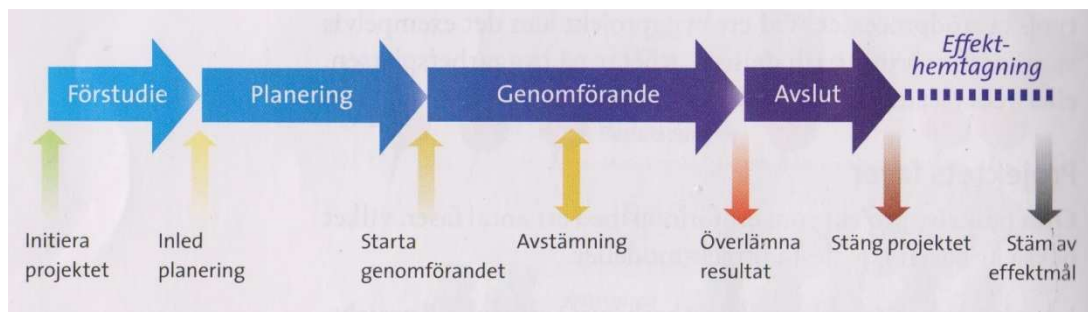 Effekt-
hemtagning
Förstudie
Planering
Genomförande
Avslut
Initiera
projektet
Inled
planering
Starta
genomförandet
Avstämning
Överlämna
resultat
Stäng projektet
Stäm av
effektmål